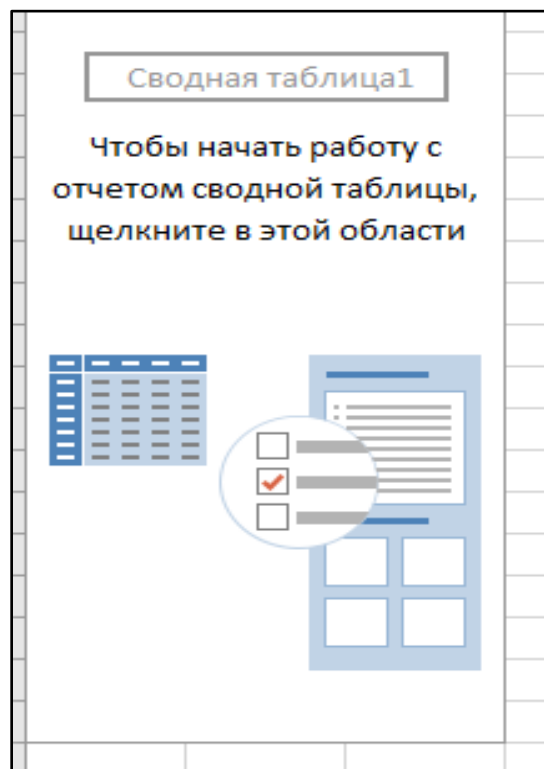 Сводная таблица1
Чтобы начать работу с
отчетом сводной таблицы,
щелкните в этой области